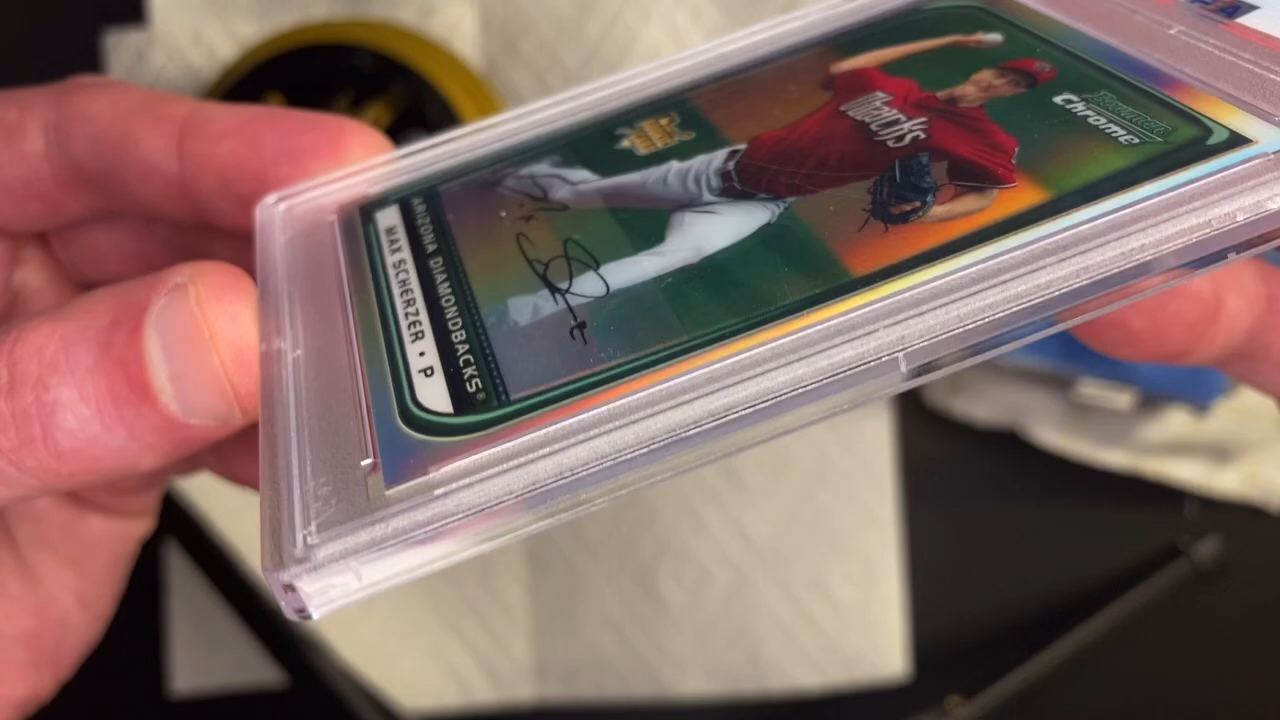 Bowman
Chrome
Dbacks
ARIZONA DIAMONDBACKS®
MAX SCHERZER • P